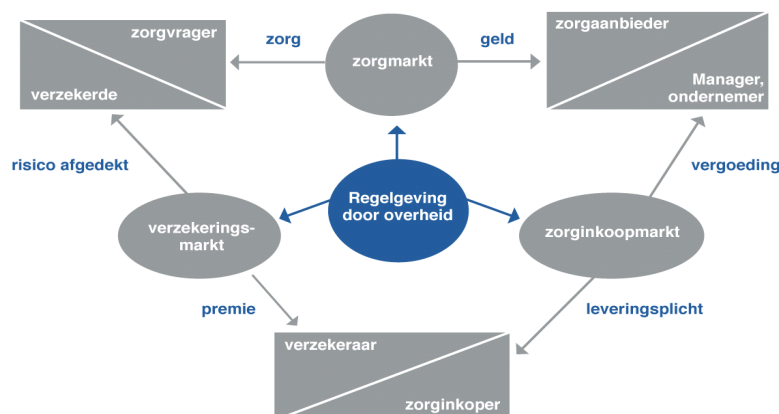 zorgvrager
verzekerde
zorg
zorgmarkt
geld
zorgaanbieder
Manager,
ondernemer
risico afgedekt
verzekerings-
markt
Regelgeving
door overheid
zorginkoopmarkt
vergoeding
premie
leveringsplicht
verzekeraar
zorginkoper